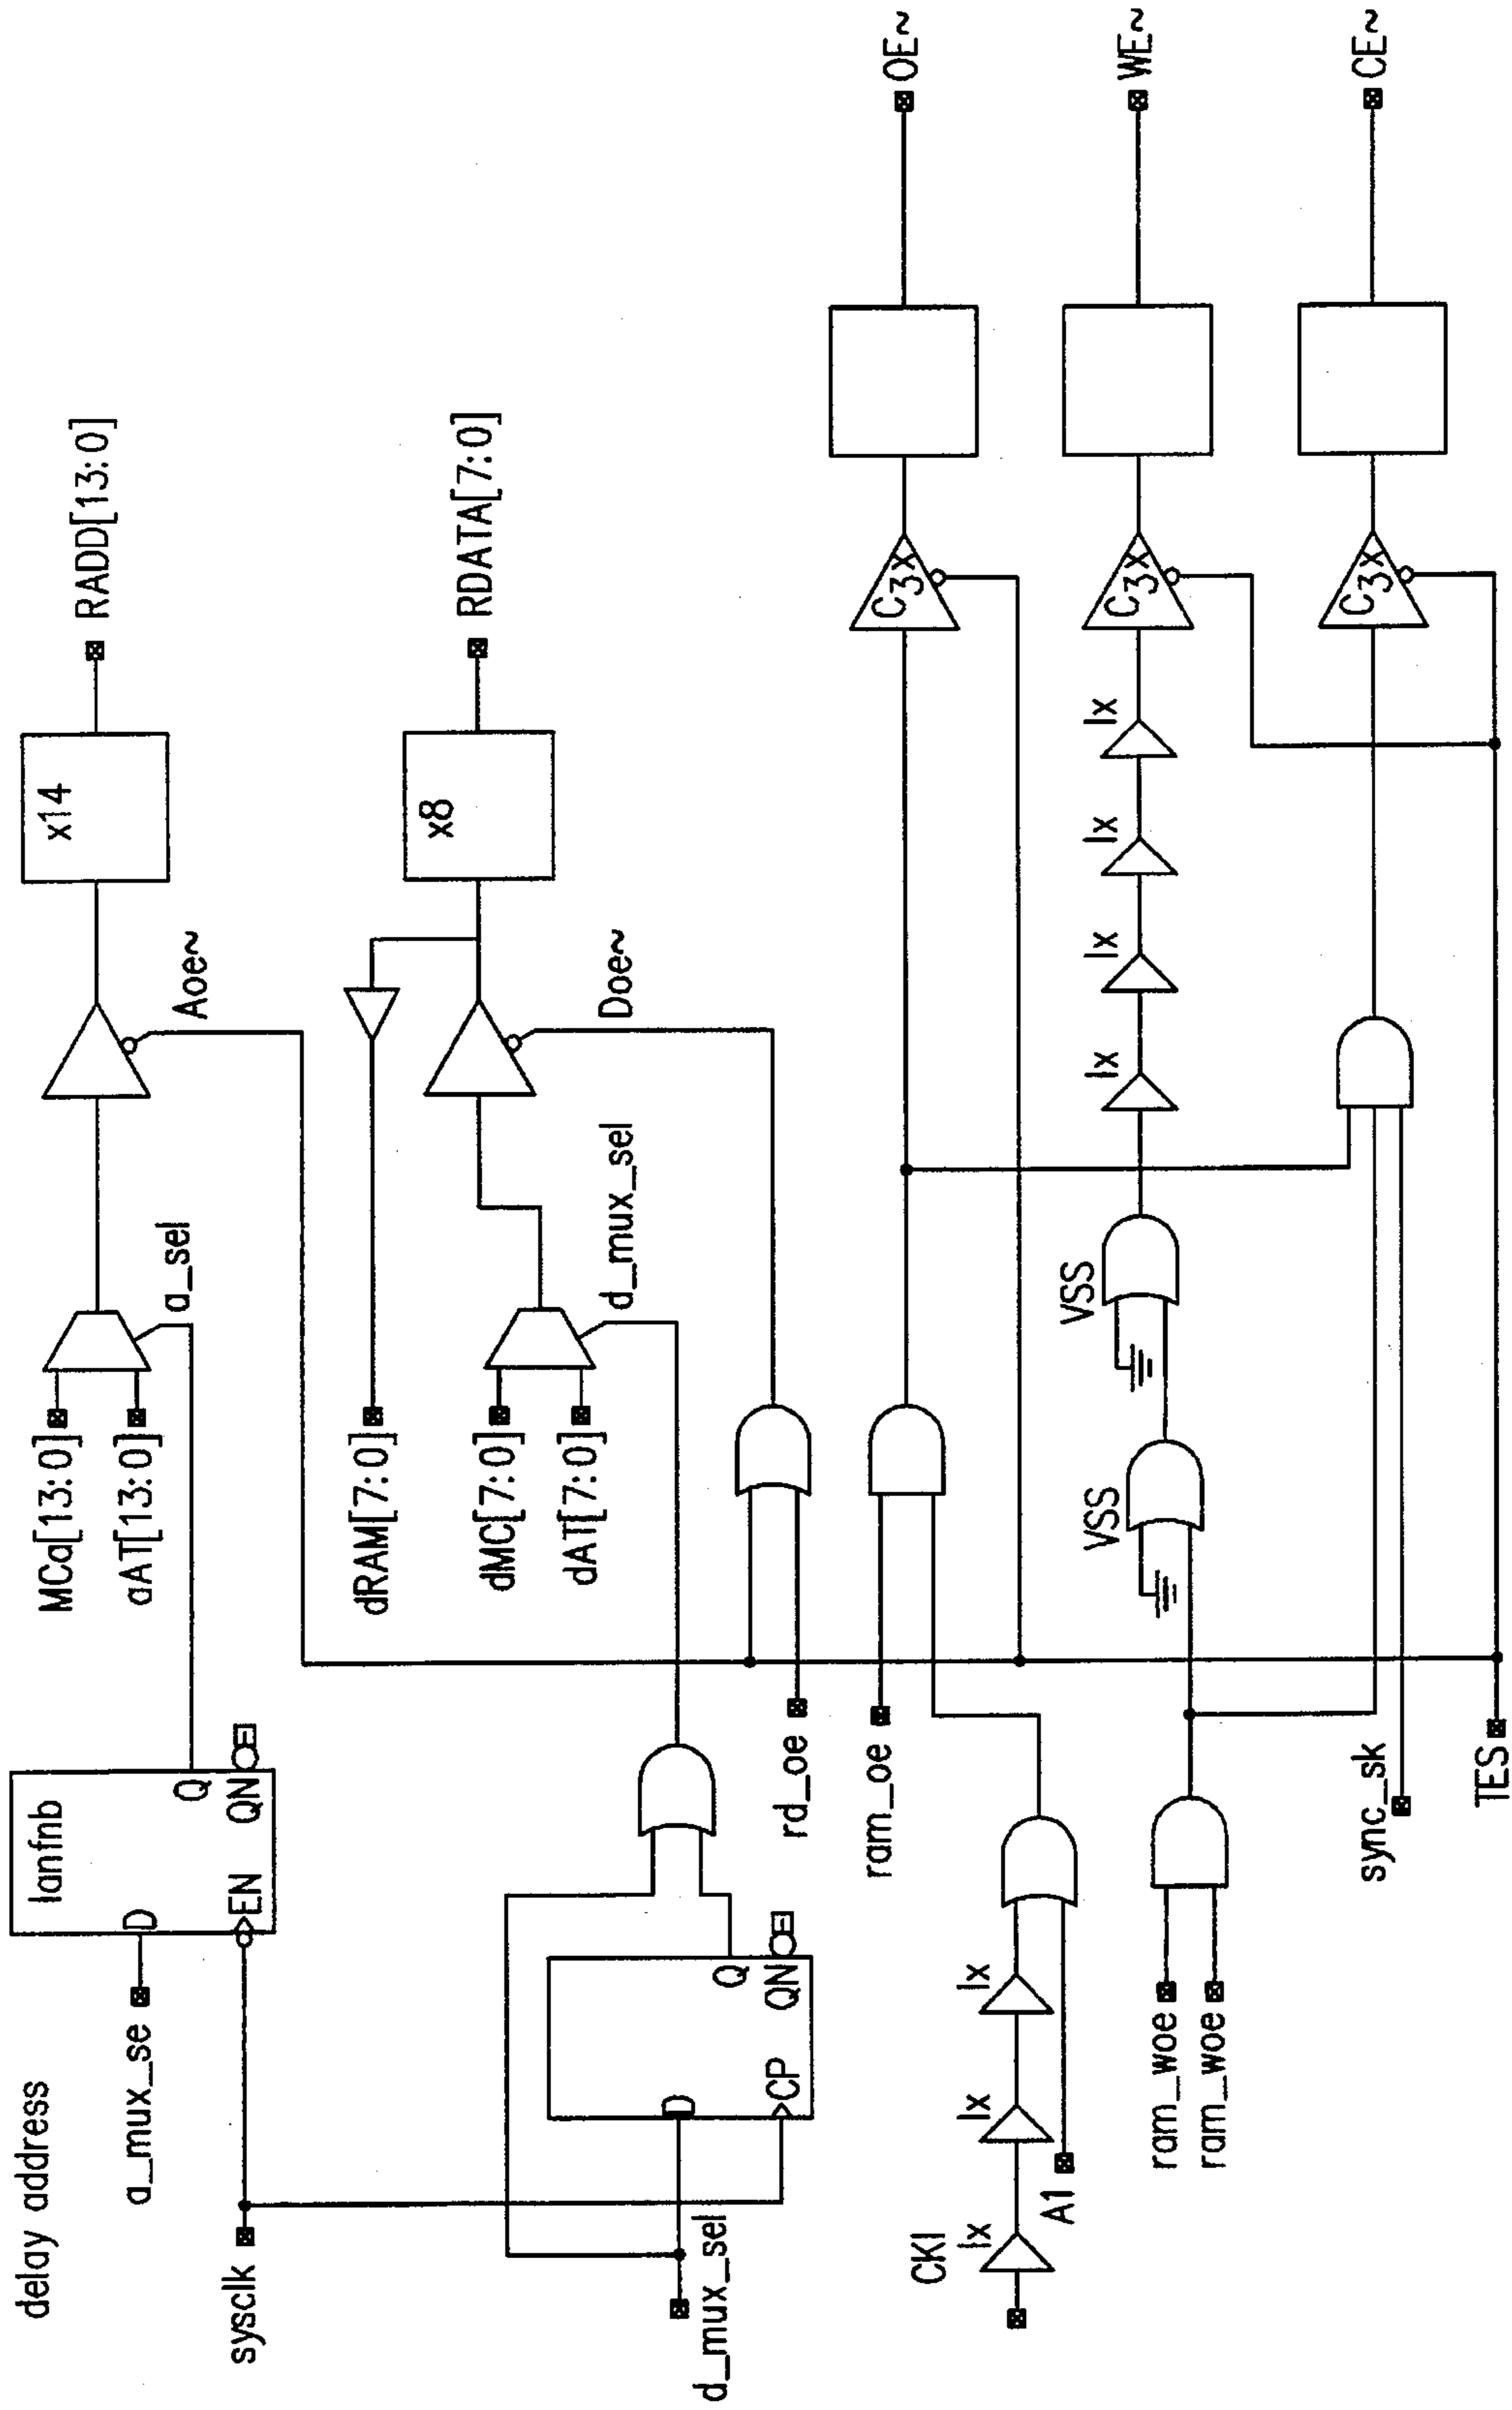 delay address
a_mux_se
sysclk
lanfnb
D
EN
Q
QN
MCa[13:0]
aAT[13:0]
a_sel
Aoe~
x14
RADD[13:0]
dRAM[7:0]
dMC[7:0]
dAT[7:0]
d_mux_sel
Doe~
x8
RDATA[7:0]
d_mux_sel
D
CP
Q
QN
rd_oe
ram_oe
CKI
Ix
Ix
Ix
A1
C3X
OE~
ram_woe
ram_woe
VSS
VSS
Ix
Ix
Ix
Ix
C3X
WE~
sync_sk
TES
C3X
CE~